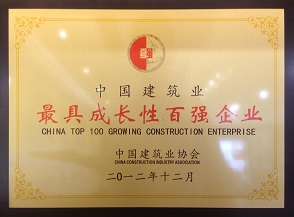 中国建筑业
最具成长性百强企业
CHINA TOP 100 GROWING CONSTRUCTION ENTERPRISE
中国建筑业协会
CHINA CONSTRUCTION INDUSTRY ASSOCIATION
二〇一二年十二月